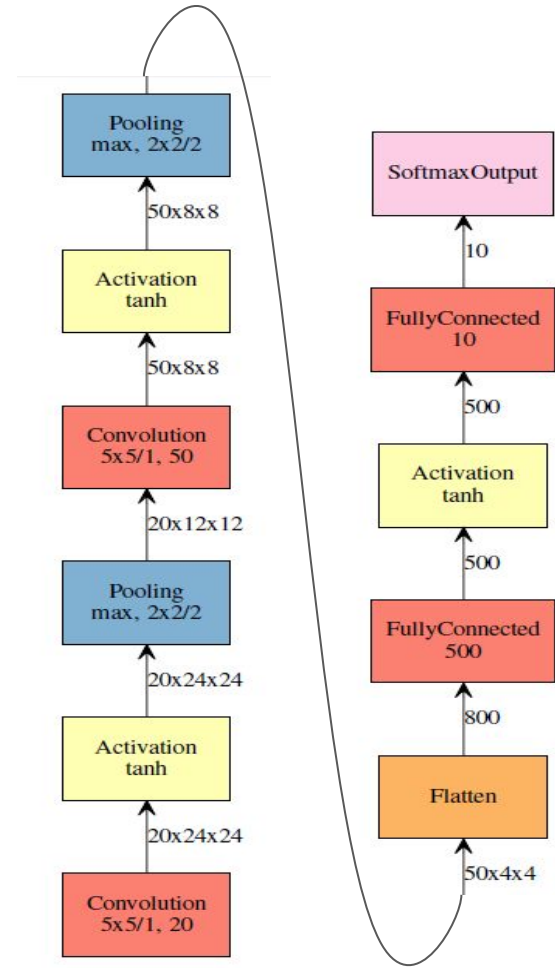 Pooling
max, 2x2/2
50x8x8
Activation
tanh
50x8x8
Convolution
5x5/1, 50
20x12x12
Pooling
max, 2x2/2
20x24x24
Activation
tanh
20x24x24
Convolution
5x5/1, 20
SoftmaxOutput
10
FullyConnected
10
500
Activation
tanh
500
FullyConnected
500
800
Flatten
50x4x4